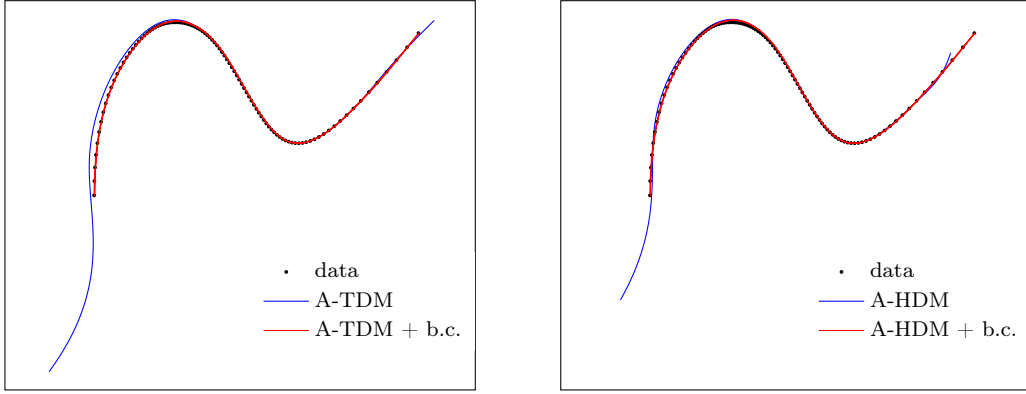 data
A-TDM
A-TDM + b.c.
data
A-HDM
A-HDM + b.c.